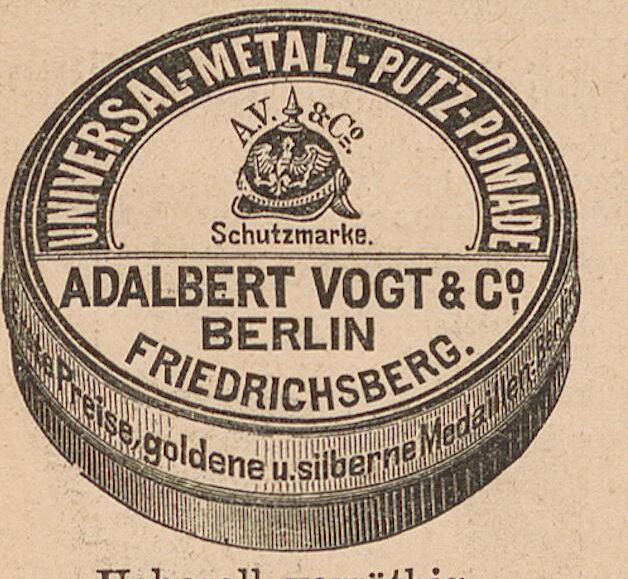 UNIVERSAL-METALL-PUTZ-POMADE
A.V. & Co.
Schutzmarke.
ADALBERT VOGT & Co.
BERLIN
FRIEDRICHSBERG.
Preise, goldene u. silberne Medaillen: